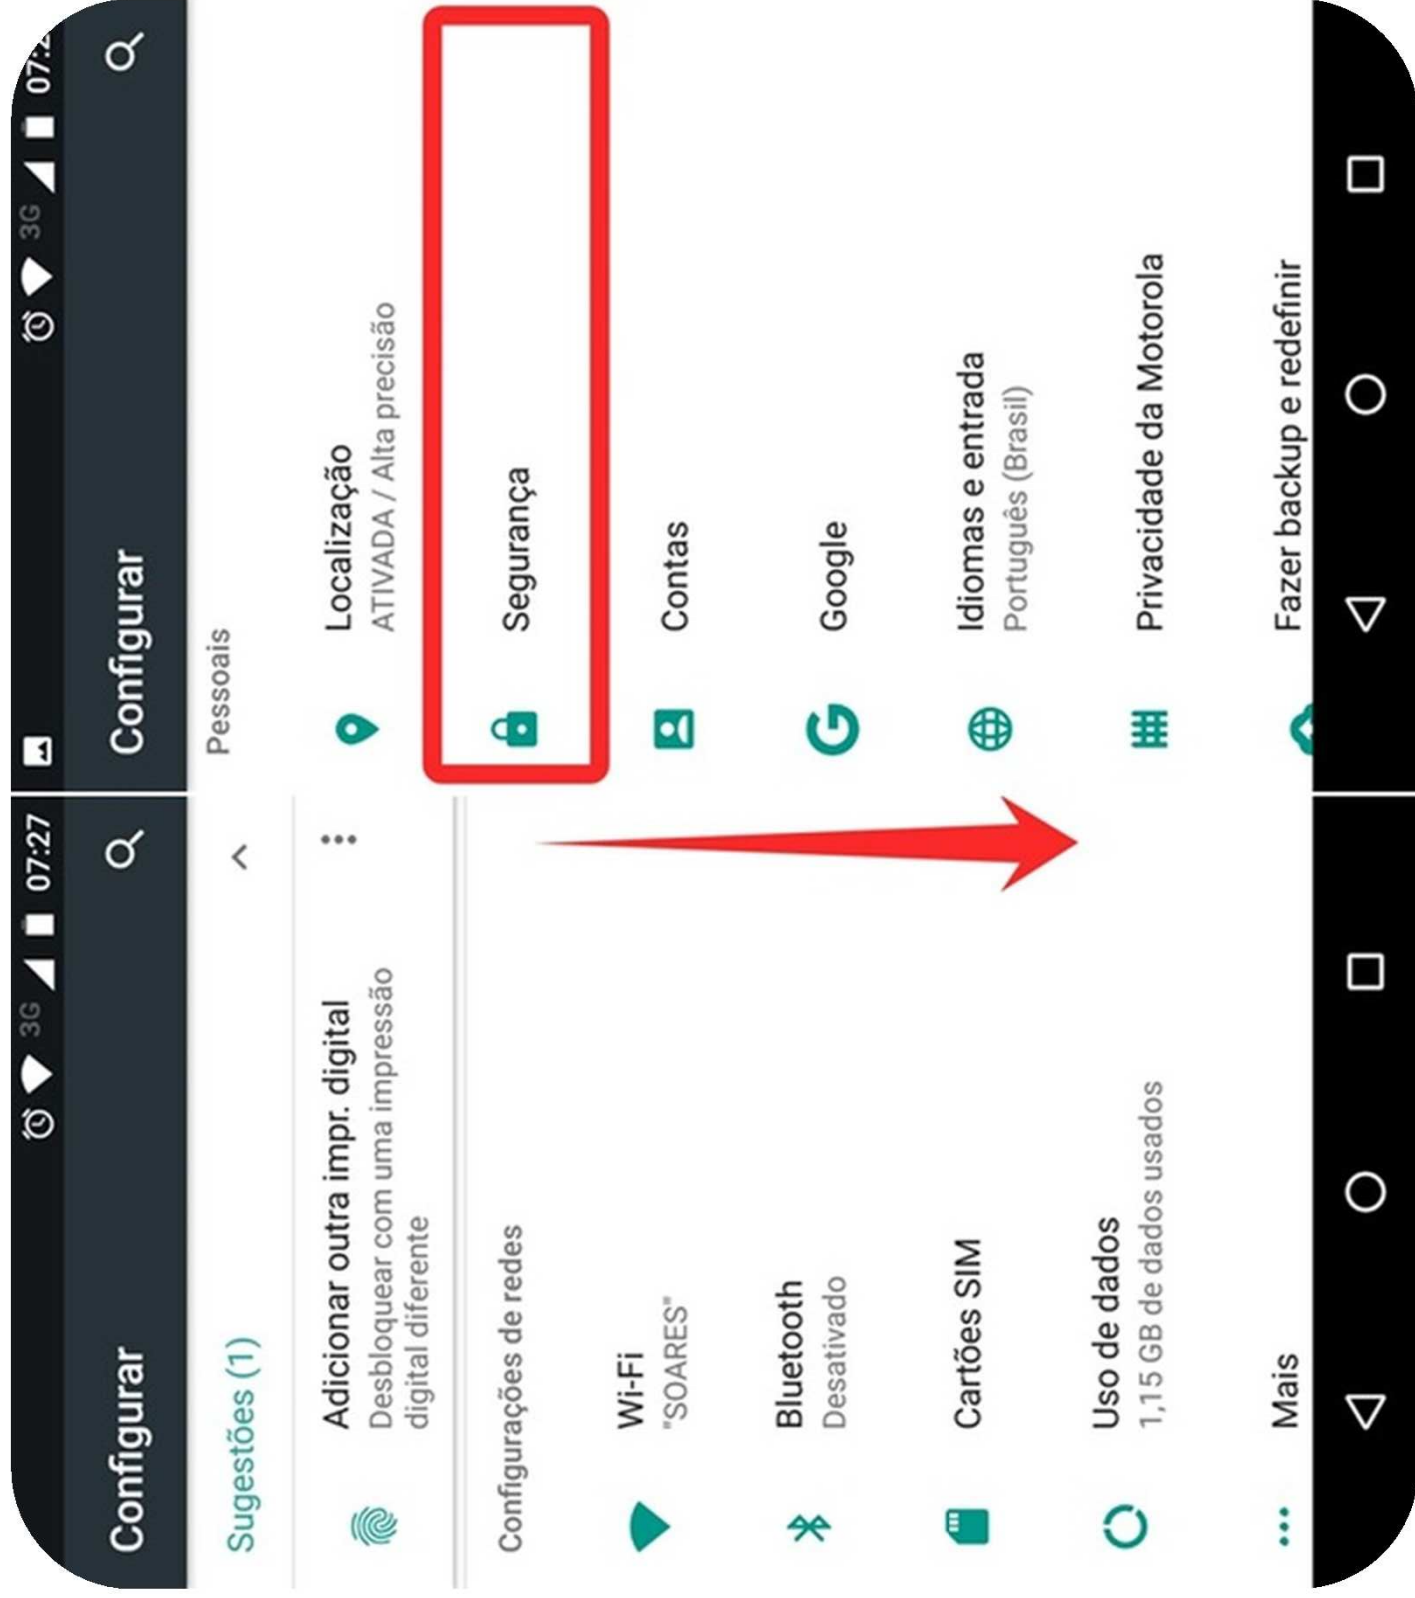 3G 07:27
Configurar
Sugestões (1)
Adicionar outra impr. digital
Desbloquear com uma impressão
digital diferente
Configurações de redes
Wi-Fi
"SOARES"
Bluetooth
Desativado
Cartões SIM
Uso de dados
1,15 GB de dados usados
Mais
3G
Configurar
Pessoais
Localização
ATIVADA / Alta precisão
Segurança
Contas
Google
Idiomas e entrada
Português (Brasil)
Privacidade da Motorola
Fazer backup e redefinir